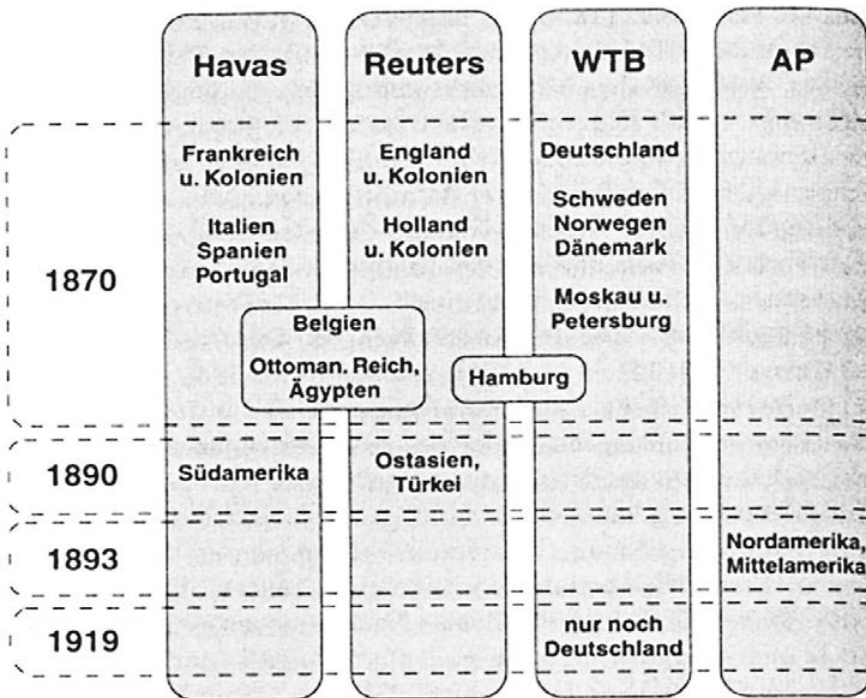 Havas
Reuters
WTB
AP
1870
Frankreich
u. Kolonien
Italien
Spanien
Portugal
England
u. Kolonien
Holland
u. Kolonien
Deutschland
Schweden
Norwegen
Dänemark
Moskau u.
Petersburg
Belgien
Ottoman. Reich,
Ägypten
Hamburg
1890
Südamerika
Ostasien,
Türkei
1893
Nordamerika,
Mittelamerika
1919
nur noch
Deutschland